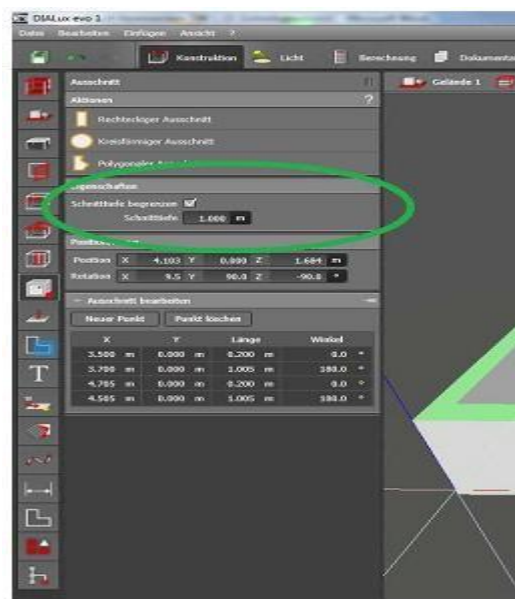 DIALux evo 1
Datei Bearbeiten Einfügen Ansicht ?
Konstruktion Licht Berechnung Dokumenta
Ausschnitt
Gelände 1
Aktionen ?
Rechteckiger Ausschnitt
Kreisförmiger Ausschnitt
Polygonaler
Eigenschaften
Schnitttiefe begrenzen
Schnitttiefe 1.000 m
Position X 4.103 Y 0.800 Z 1.684 m
Rotation X 9.5 Y 90.0 Z -90.0 °
Ausschnitt bearbeiten
Neuer Punkt Punkt löschen
X Y Länge Winkel
3.500 m 0.000 m 0.200 m 0.0 °
3.700 m 0.000 m 1.005 m 180.0 °
4.705 m 0.000 m 0.200 m 0.0 °
4.505 m 0.000 m 1.005 m 180.0 °
T